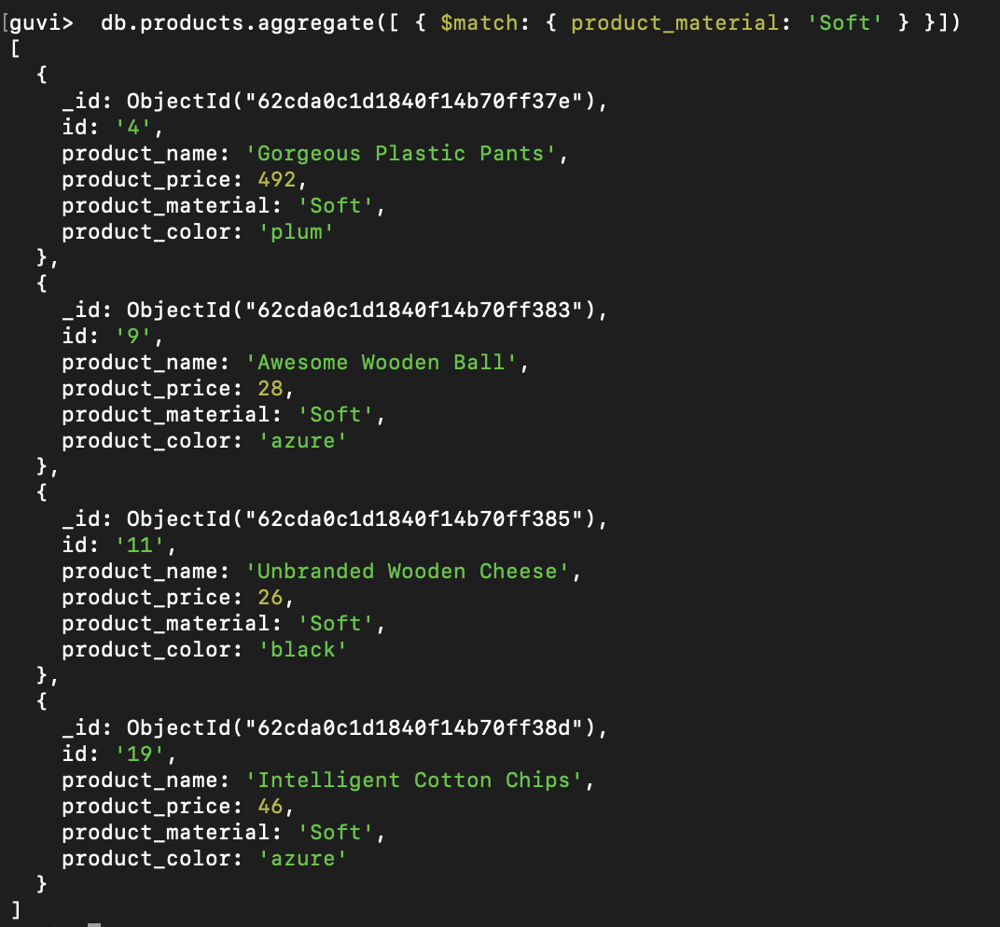 [guvi>  db.products.aggregate([ { $match: { product_material: 'Soft' } }])
[
  {
    _id: ObjectId("62cda0c1d1840f14b70ff37e"),
    id: '4',
    product_name: 'Gorgeous Plastic Pants',
    product_price: 492,
    product_material: 'Soft',
    product_color: 'plum'
  },
  {
    _id: ObjectId("62cda0c1d1840f14b70ff383"),
    id: '9',
    product_name: 'Awesome Wooden Ball',
    product_price: 28,
    product_material: 'Soft',
    product_color: 'azure'
  },
  {
    _id: ObjectId("62cda0c1d1840f14b70ff385"),
    id: '11',
    product_name: 'Unbranded Wooden Cheese',
    product_price: 26,
    product_material: 'Soft',
    product_color: 'black'
  },
  {
    _id: ObjectId("62cda0c1d1840f14b70ff38d"),
    id: '19',
    product_name: 'Intelligent Cotton Chips',
    product_price: 46,
    product_material: 'Soft',
    product_color: 'azure'
  }
]